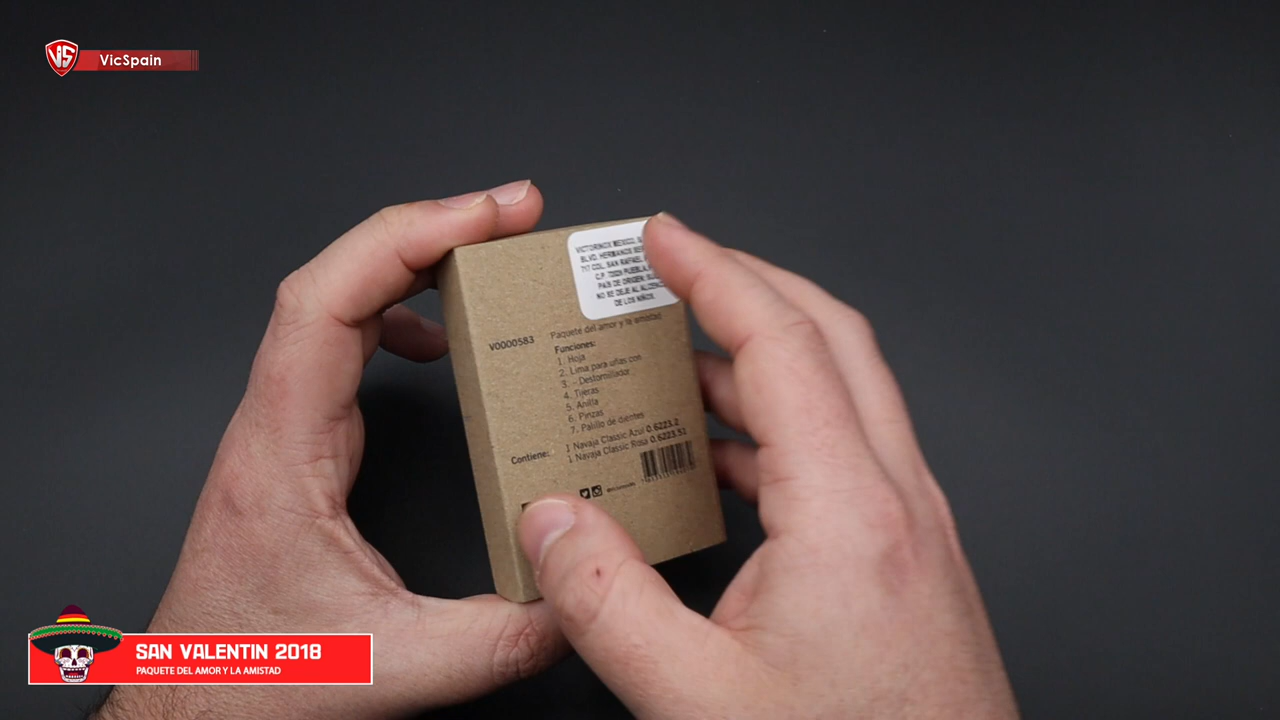 VS
VicSpain
VICTORINOX MEXICO, S
BLVD. HERMANOS
717 COL. SAN RAFAEL
C.P. 72029 PUEBLA,
PAIS DE ORIGEN:
NO SE DEJE AL ALCANCE
DE LOS NIÑOS.
V0000583
Paquete del amor y la amistad
Funciones:
1. Hoja
2. Lima para uñas con
3. - Destornillador
4. Tijeras
5. Anilla
6. Pinzas
7. Palillo de dientes
Contiene:
1 Navaja Classic Azul 0.6223.2
1 Navaja Classic Rosa 0.6223.51
SAN VALENTIN 2018
PAQUETE DEL AMOR Y LA AMISTAD